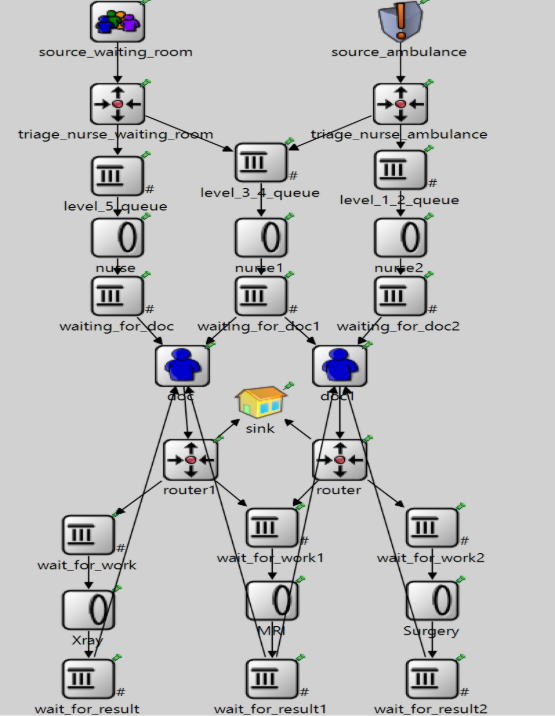 source_waiting_room
source_ambulance
triage_nurse_waiting_room
triage_nurse_ambulance
level_3_4_queue
#
level_5_queue
#
level_1_2_queue
#
nurse
nurse1
nurse2
waiting_for_doc
#
waiting_for_doc1
#
waiting_for_doc2
#
doc
doc1
sink
router1
router
wait_for_work
#
wait_for_work1
#
wait_for_work2
#
Xray
MRI
Surgery
wait_for_result
#
wait_for_result1
#
wait_for_result2
#